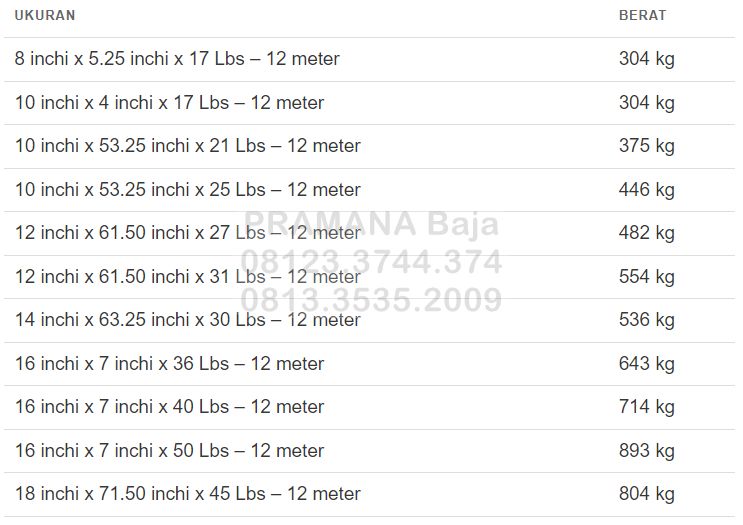 UKURAN BERAT
8 inchi x 5.25 inchi x 17 Lbs – 12 meter 304 kg
10 inchi x 4 inchi x 17 Lbs – 12 meter 304 kg
10 inchi x 53.25 inchi x 21 Lbs – 12 meter 375 kg
10 inchi x 53.25 inchi x 25 Lbs – 12 meter 446 kg
PRAMANA Baja
12 inchi x 61.50 inchi x 27 Lbs – 12 meter 482 kg
08123.3744.374
12 inchi x 61.50 inchi x 31 Lbs – 12 meter 554 kg
0813.3535.2009
14 inchi x 63.25 inchi x 30 Lbs – 12 meter 536 kg
16 inchi x 7 inchi x 36 Lbs – 12 meter 643 kg
16 inchi x 7 inchi x 40 Lbs – 12 meter 714 kg
16 inchi x 7 inchi x 50 Lbs – 12 meter 893 kg
18 inchi x 71.50 inchi x 45 Lbs – 12 meter 804 kg